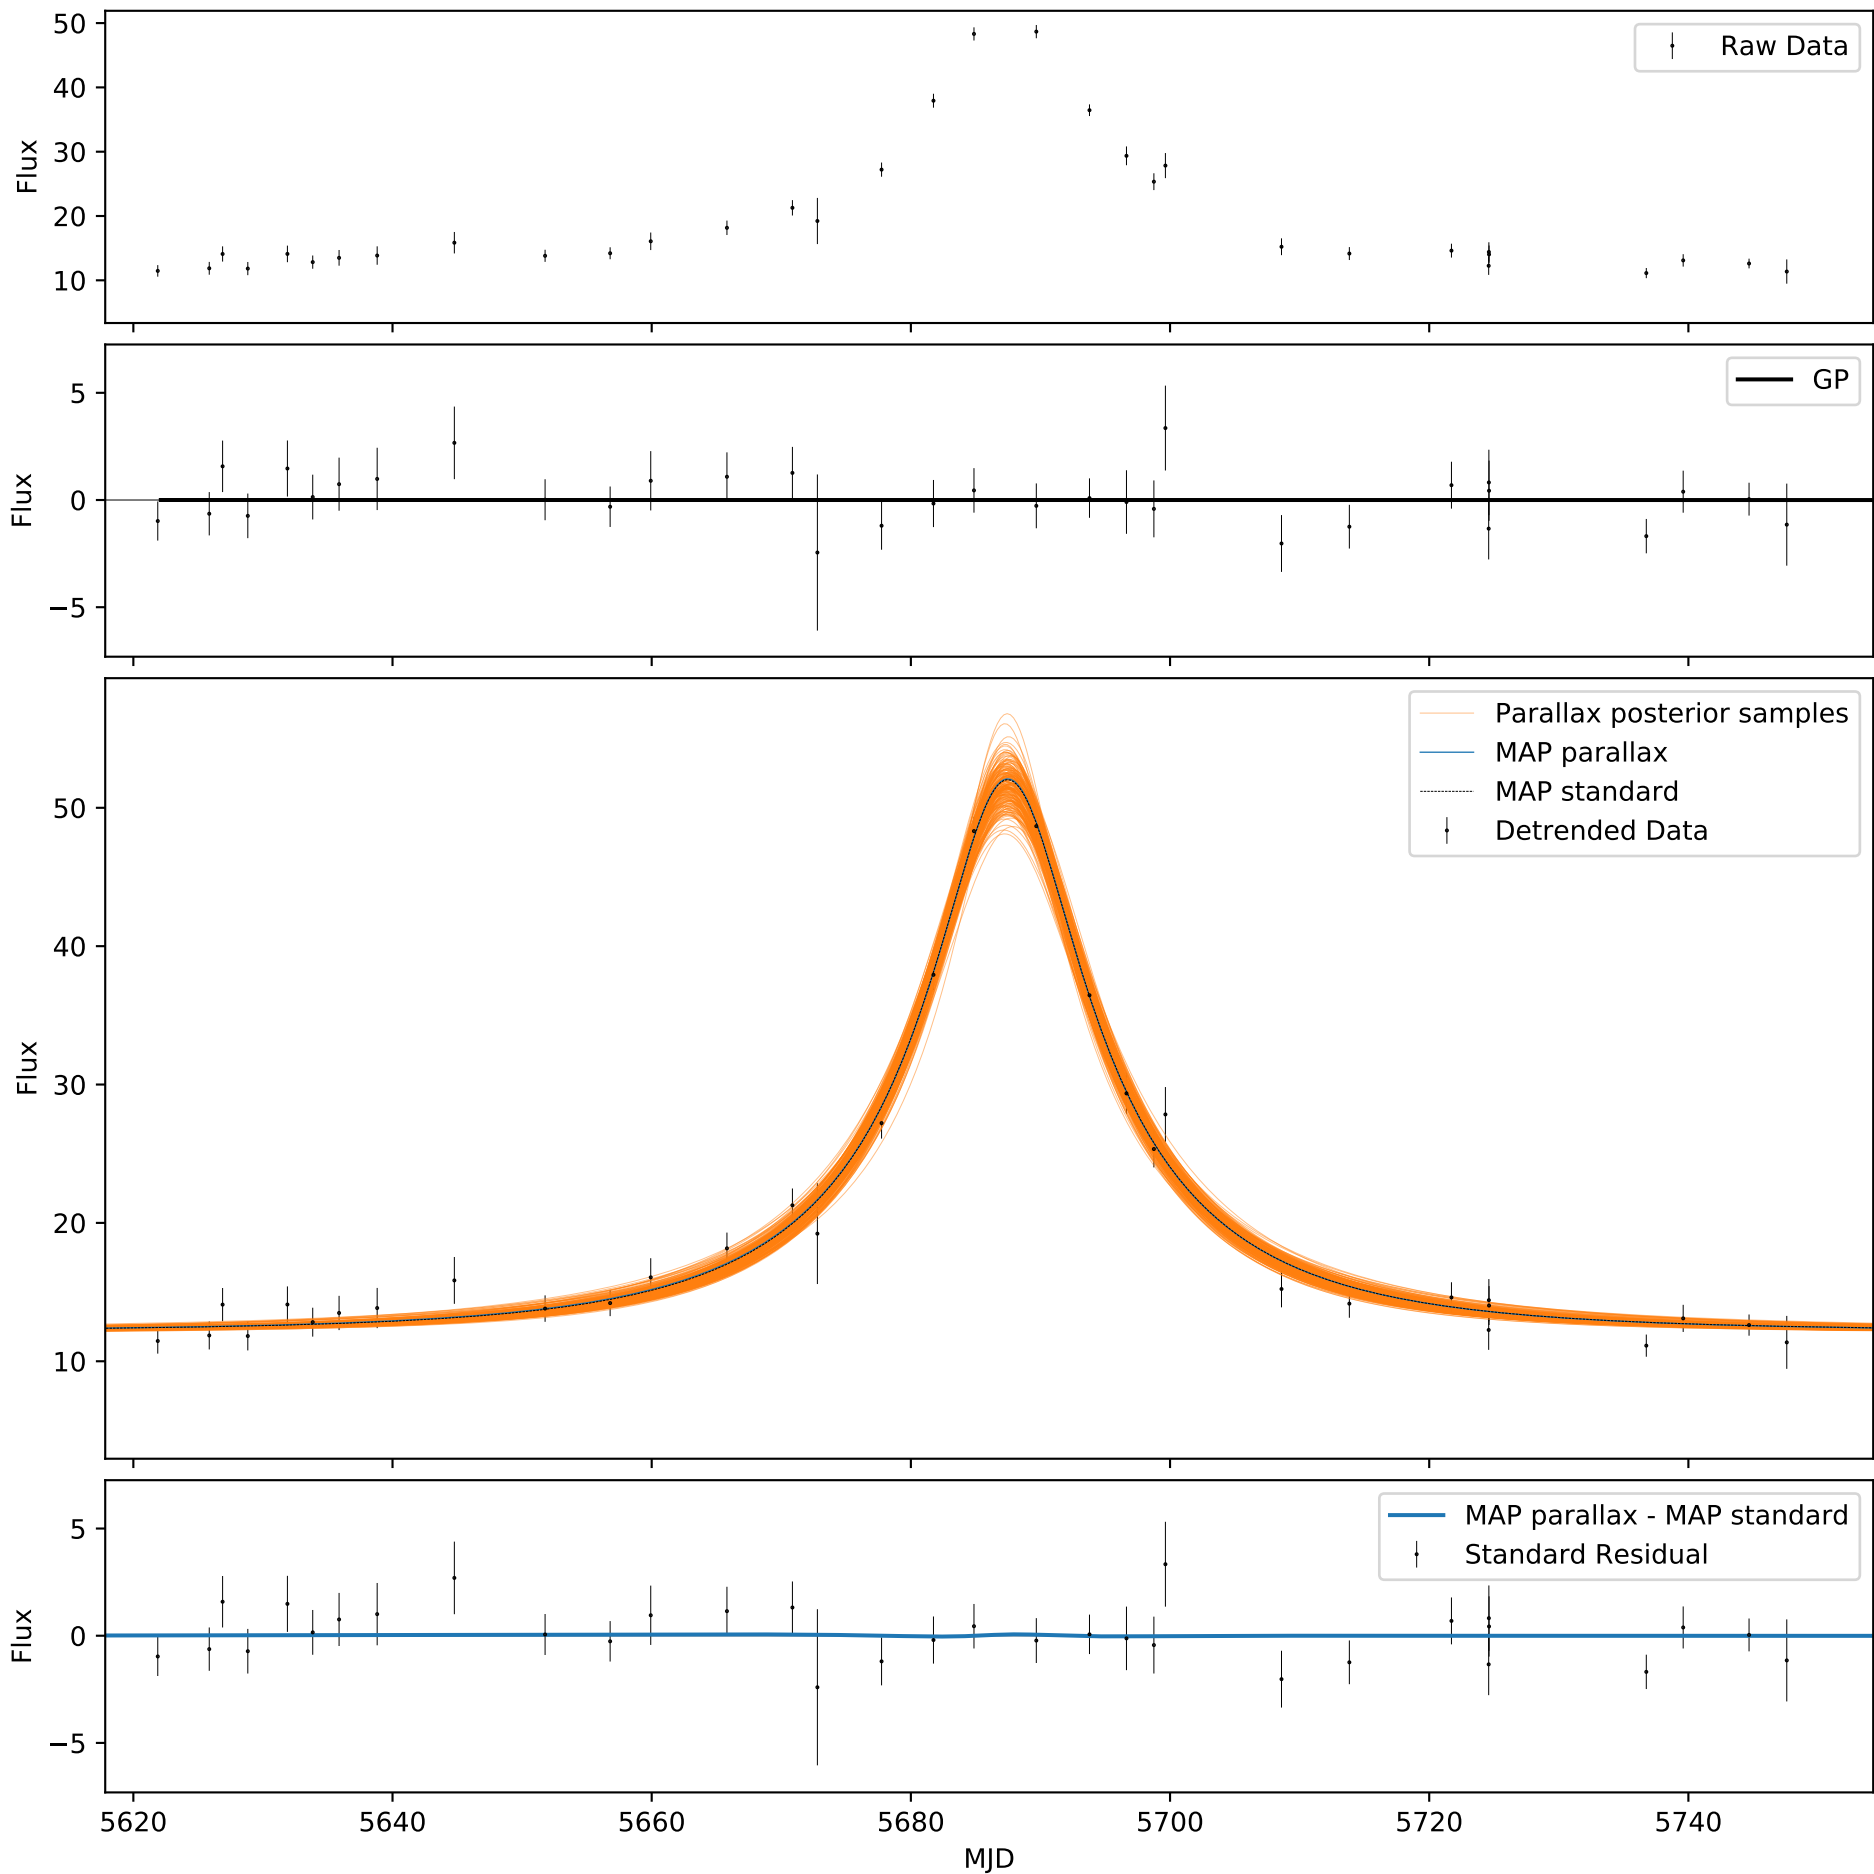 50
40
30
20
10
Flux
Raw Data
5
0
−5
Flux
GP
50
40
30
20
10
Flux
Parallax posterior samples
MAP parallax
MAP standard
Detrended Data
5
0
−5
Flux
MAP parallax - MAP standard
Standard Residual
5620 5640 5660 5680 5700 5720 5740
MJD